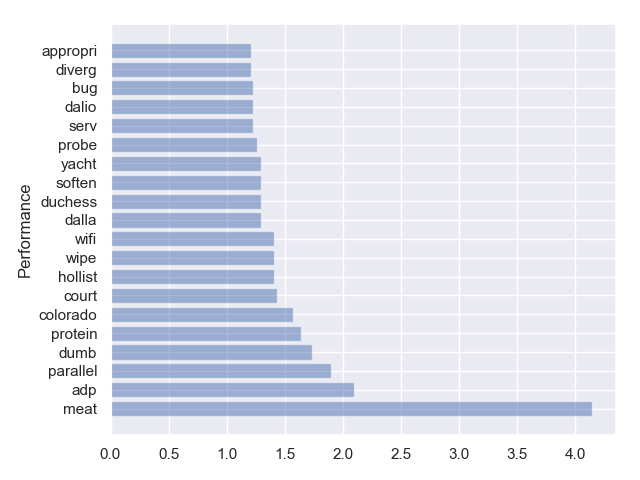 appropri
diverg
bug
dalio
serv
probe
yacht
soften
duchess
dalla
wifi
wipe
hollist
court
colorado
protein
dumb
parallel
adp
meat
Performance
0.0 0.5 1.0 1.5 2.0 2.5 3.0 3.5 4.0